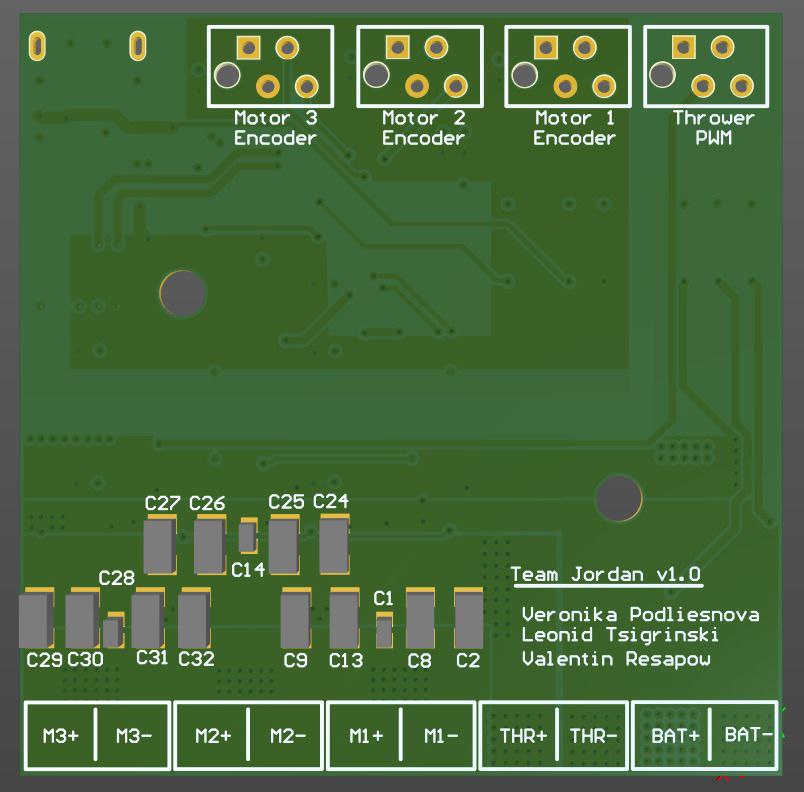 Motor 3
Encoder
Motor 2
Encoder
Motor 1
Encoder
Thrower
PWM
C27 C26 C25 C24
C14
C28
C1
C29 C30 C31 C32 C9 C13 C8 C2
Team Jordan v1.0
Veronika Podliesnova
Leonid Tsigrinski
Valentin Resapow
M3+ M3- M2+ M2- M1+ M1- THR+ THR- BAT+ BAT-